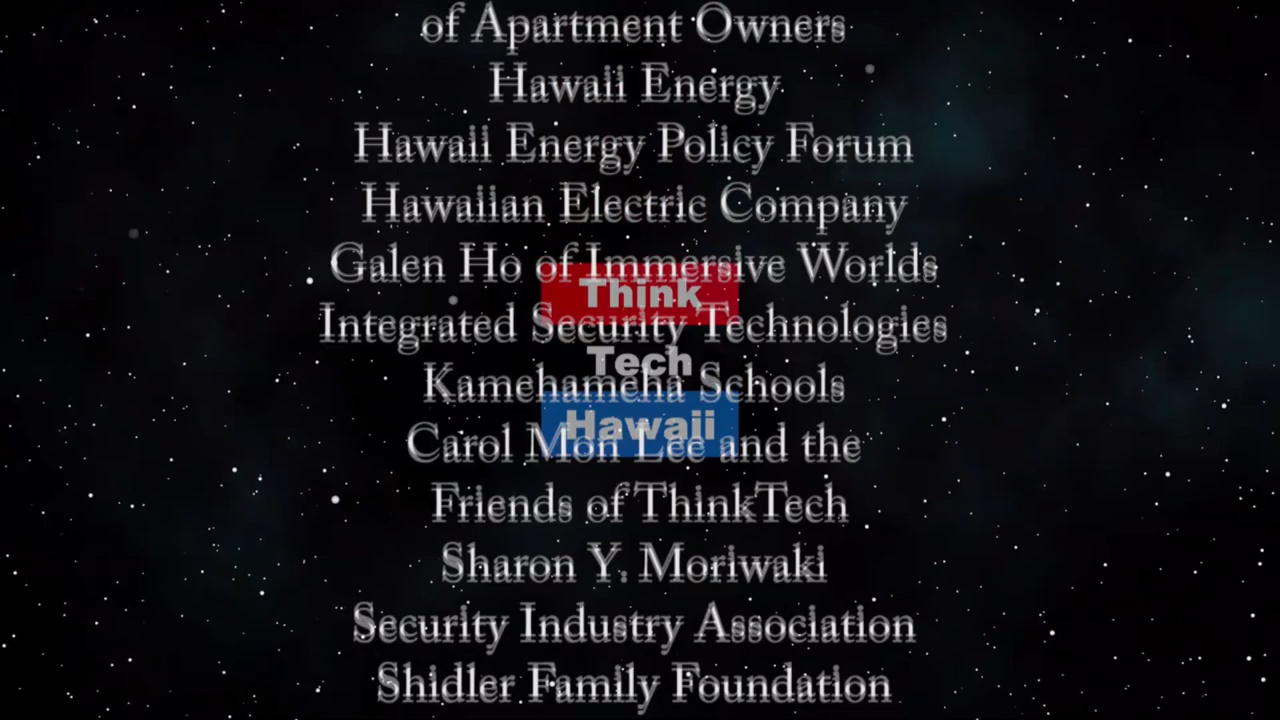 of Apartment Owners
Hawaii Energy
Hawaii Energy Policy Forum
Hawaiian Electric Company
Galen Ho of Immersive Worlds
Think
Integrated Security Technologies
Tech
Kamehameha Schools
Hawaii
Carol Mon Lee and the
Friends of ThinkTech
Sharon Y. Moriwaki
Security Industry Association
Shidler Family Foundation